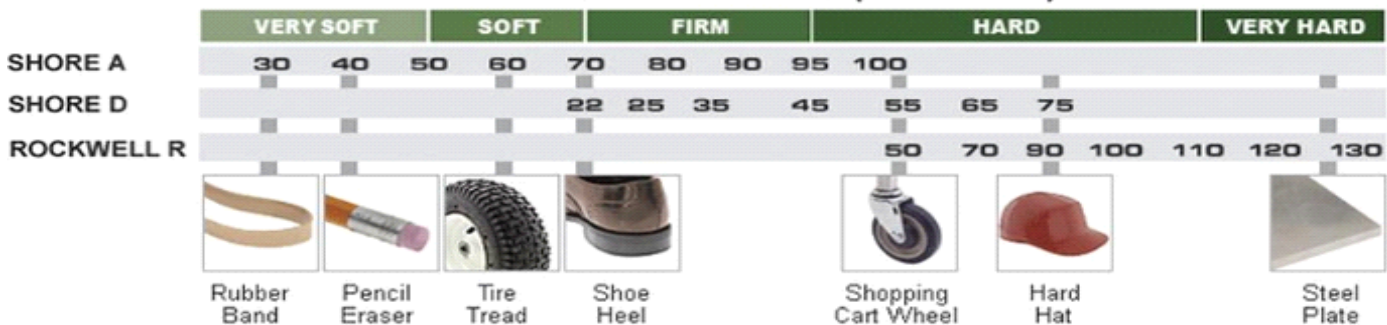 VERY SOFT SOFT FIRM HARD VERY HARD
SHORE A 30 40 50 60 70 80 90 95 100
SHORE D 22 25 35 45 55 65 75
ROCKWELL R 50 70 90 100 110 120 130
Rubber Band
Pencil Eraser
Tire Tread
Shoe Heel
Shopping Cart Wheel
Hard Hat
Steel Plate